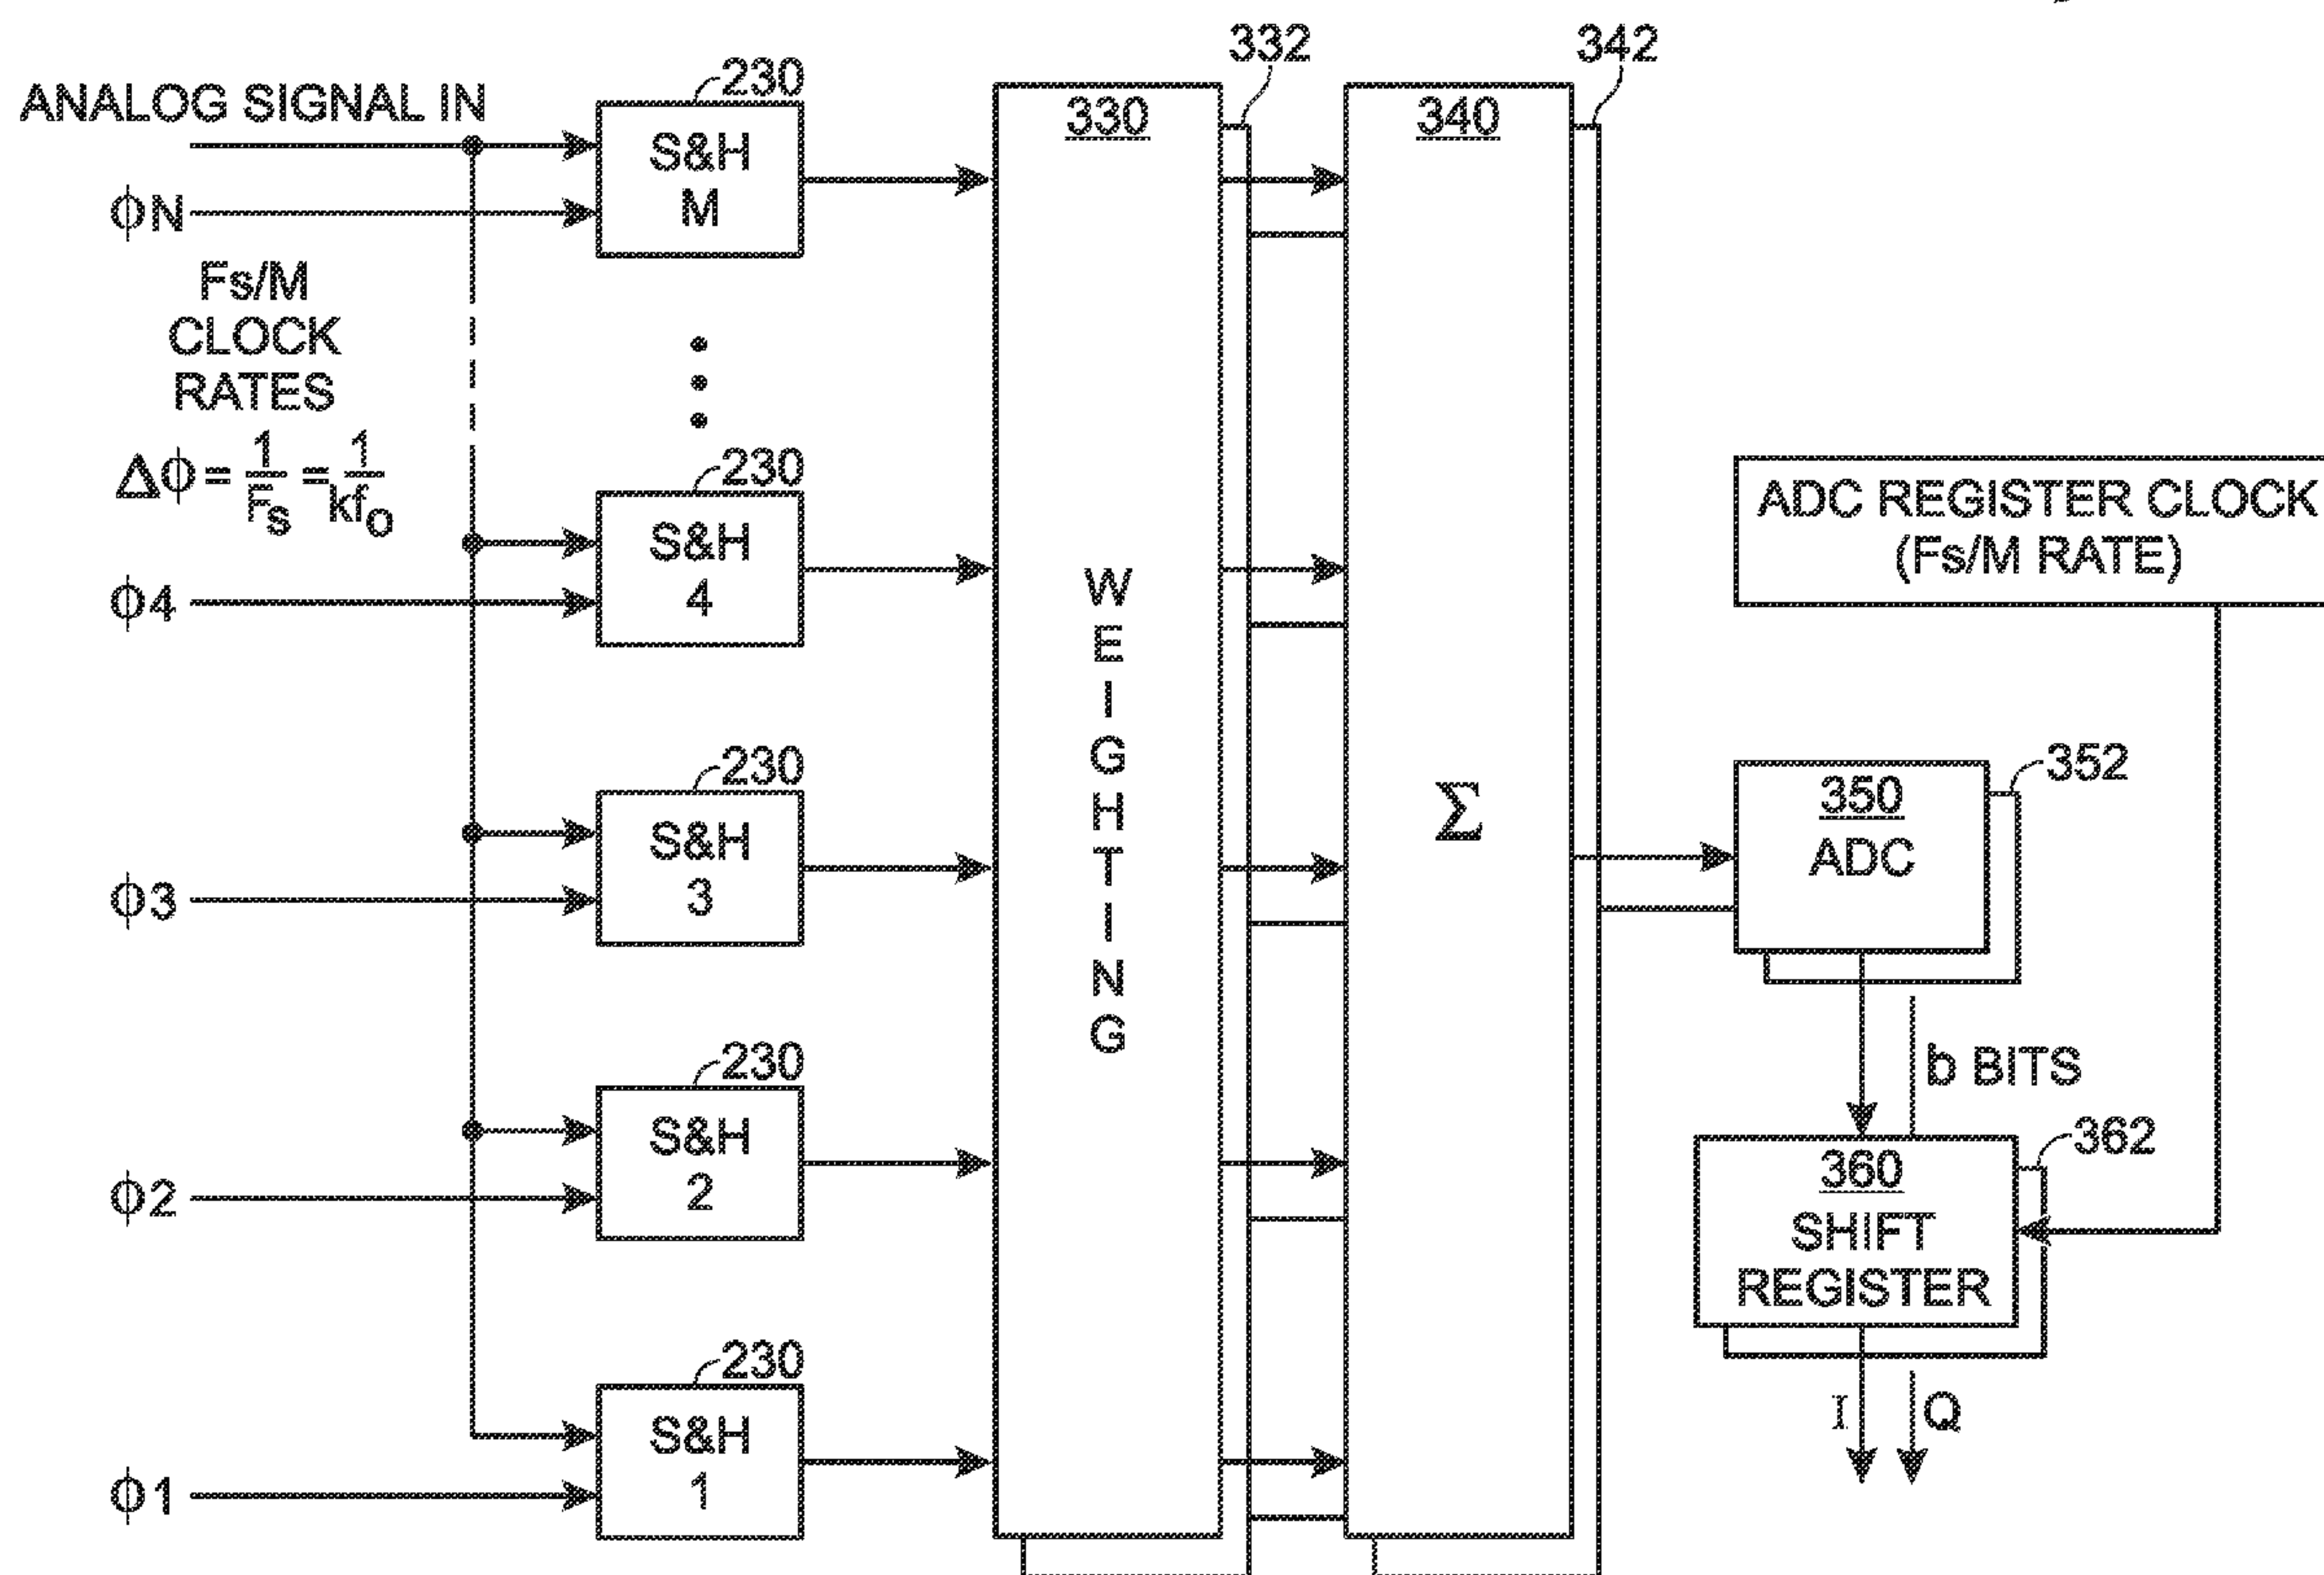 332
342
230
ANALOG SIGNAL IN
S&H
M
330
340
ΦN
Fs/M
CLOCK
RATES
ΔΦ = 1/Fs = 1/kfo
230
S&H
4
Φ4
ADC REGISTER CLOCK
(Fs/M RATE)
WEIGHTING
Σ
230
S&H
3
Φ3
350
ADC
352
b BITS
230
S&H
2
Φ2
360
SHIFT
REGISTER
362
230
S&H
1
Φ1
I
Q